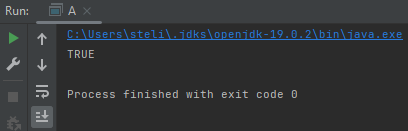 Run: A
C:\Users\steli\.jdks\openjdk-19.0.2\bin\java.exe
TRUE
Process finished with exit code 0